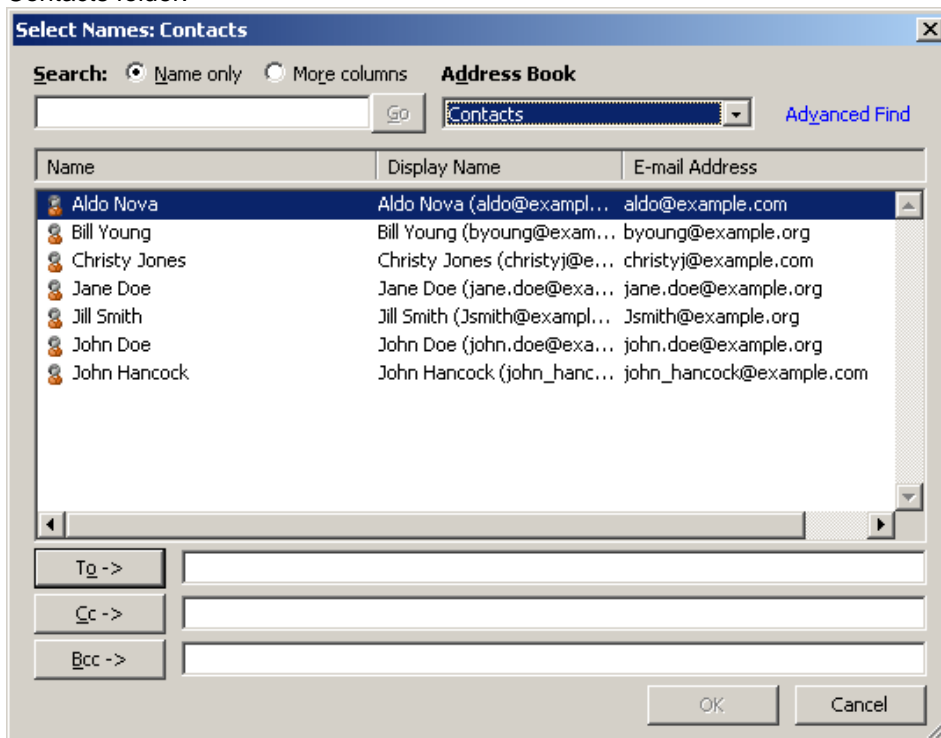 Contacts folder.
Select Names: Contacts
Search: Name only More columns Address Book
Go Contacts Advanced Find
Name Display Name E-mail Address
Aldo Nova Aldo Nova (aldo@exampl... aldo@example.com
Bill Young Bill Young (byoung@exam... byoung@example.org
Christy Jones Christy Jones (christyj@e... christyj@example.com
Jane Doe Jane Doe (jane.doe@exa... jane.doe@example.org
Jill Smith Jill Smith (Jsmith@exampl... Jsmith@example.org
John Doe John Doe (john.doe@exa... john.doe@example.org
John Hancock John Hancock (john_hanc... john_hancock@example.com
To ->
Cc ->
Bcc ->
OK Cancel